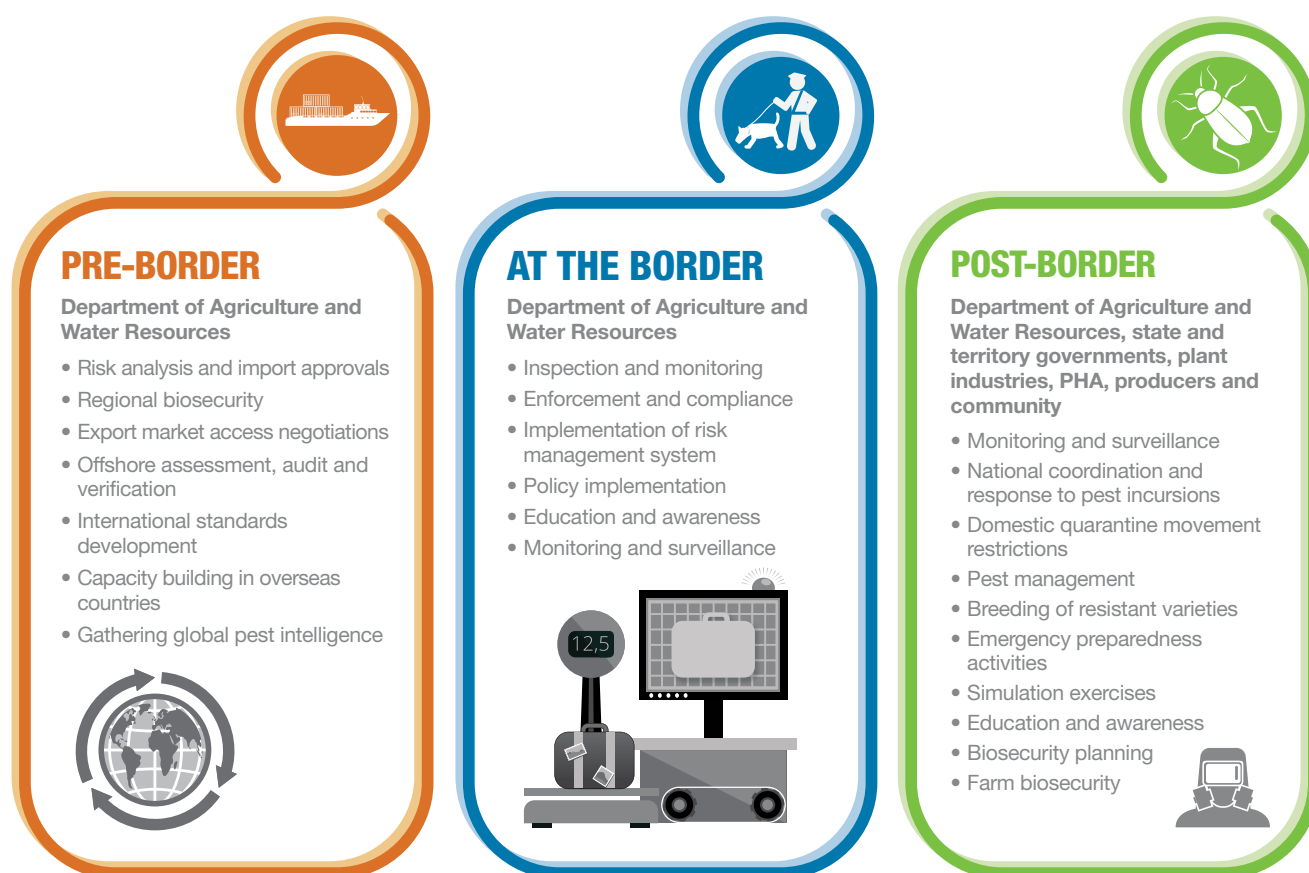 PRE-BORDER
Department of Agriculture and
Water Resources
• Risk analysis and import approvals
• Regional biosecurity
• Export market access negotiations
• Offshore assessment, audit and
verification
• International standards
development
• Capacity building in overseas
countries
• Gathering global pest intelligence
AT THE BORDER
Department of Agriculture and
Water Resources
• Inspection and monitoring
• Enforcement and compliance
• Implementation of risk
management system
• Policy implementation
• Education and awareness
• Monitoring and surveillance
12,5
POST-BORDER
Department of Agriculture and
Water Resources, state and
territory governments, plant
industries, PHA, producers and
community
• Monitoring and surveillance
• National coordination and
response to pest incursions
• Domestic quarantine movement
restrictions
• Pest management
• Breeding of resistant varieties
• Emergency preparedness
activities
• Simulation exercises
• Education and awareness
• Biosecurity planning
• Farm biosecurity